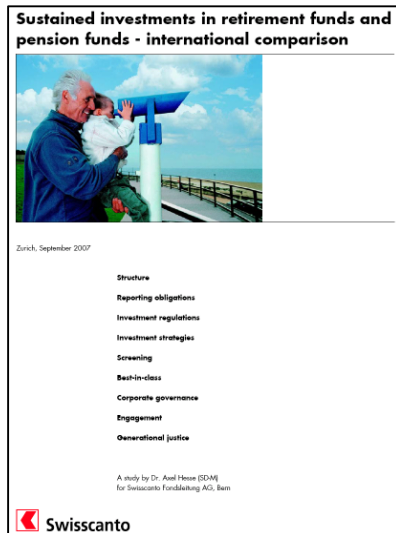 Sustained investments in retirement funds and
pension funds - international comparison
Zurich, September 2007
Structure
Reporting obligations
Investment regulations
Investment strategies
Screening
Best-in-class
Corporate governance
Engagement
Generational justice
A study by Dr. Axel Hesse (SD-M)
for Swisscanto Fondsleitung AG, Bern
Swisscanto